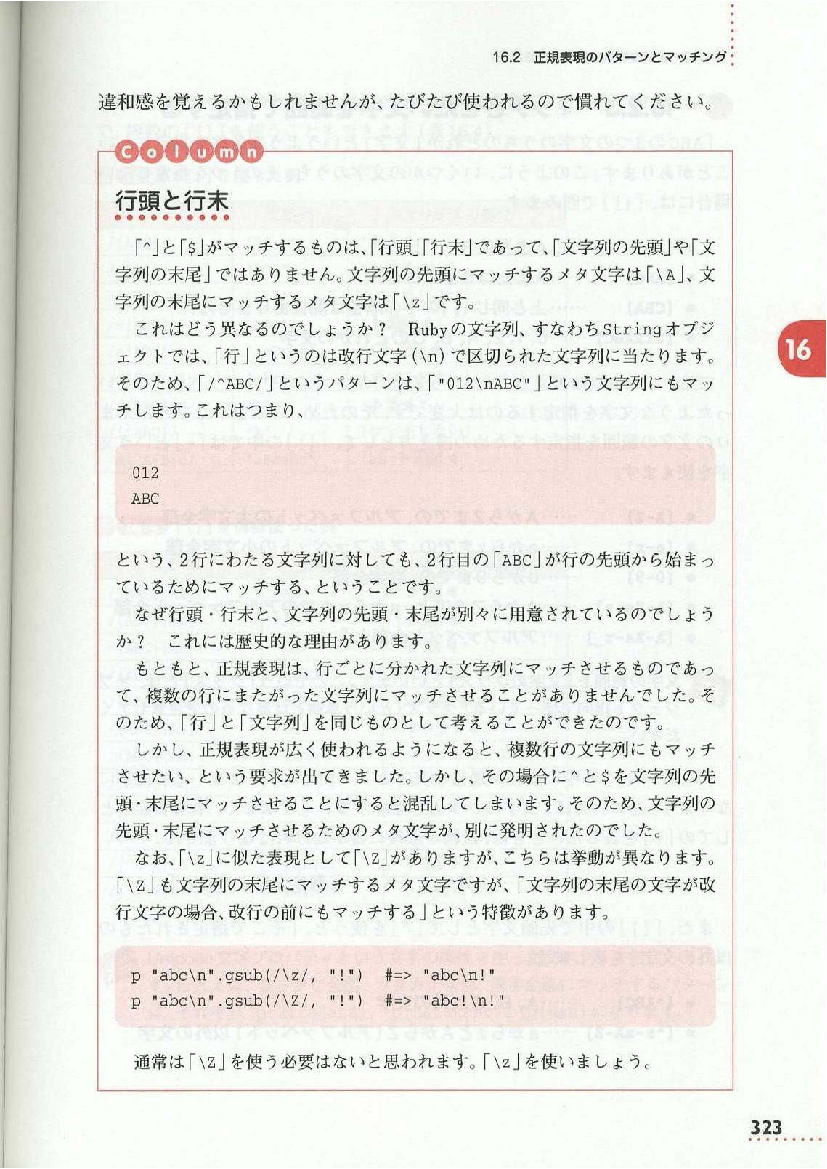 16.2 正規表現のパターンとマッチング
違和感を覚えるかもしれませんが、たびたび使われるので慣れてください。
Column
行頭と行末
「^」と「$」がマッチするものは、「行頭」「行末」であって、「文字列の先頭」や「文
字列の末尾」ではありません。文字列の先頭にマッチするメタ文字は「\A」、文
字列の末尾にマッチするメタ文字は「\z」です。
これはどう異なるのでしょうか? Rubyの文字列、すなわちStringオブジ
ェクトでは、「行」というのは改行文字(\n)で区切られた文字列に当たります。
そのため、「/^ABC/」というパターンは、「"012\nABC"」という文字列にもマッ
チします。これはつまり、
012
ABC
という、2行にわたる文字列に対しても、2行目の「ABC」が行の先頭から始まっ
ているためにマッチする、ということです。
なぜ行頭・行末と、文字列の先頭・末尾が別々に用意されているのでしょう
か? これには歴史的な理由があります。
もともと、正規表現は、行ごとに分かれた文字列にマッチさせるものであっ
て、複数の行にまたがった文字列にマッチさせることがありませんでした。そ
のため、「行」と「文字列」を同じものとして考えることができたのです。
しかし、正規表現が広く使われるようになると、複数行の文字列にもマッチ
させたい、という要求が出てきました。しかし、その場合に^と$を文字列の先
頭・末尾にマッチさせることにすると混乱してしまいます。そのため、文字列の
先頭・末尾にマッチさせるためのメタ文字が、別に発明されたのでした。
なお、「\z」に似た表現として「\Z」がありますが、こちらは挙動が異なります。
「\Z」も文字列の末尾にマッチするメタ文字ですが、「文字列の末尾の文字が改
行文字の場合、改行の前にもマッチする」という特徴があります。
p "abc\n".gsub(/\z/, "!") #=> "abc\n!"
p "abc\n".gsub(/\Z/, "!") #=> "abc!\n!"
通常は「\Z」を使う必要はないと思われます。「\z」を使いましょう。
16
323